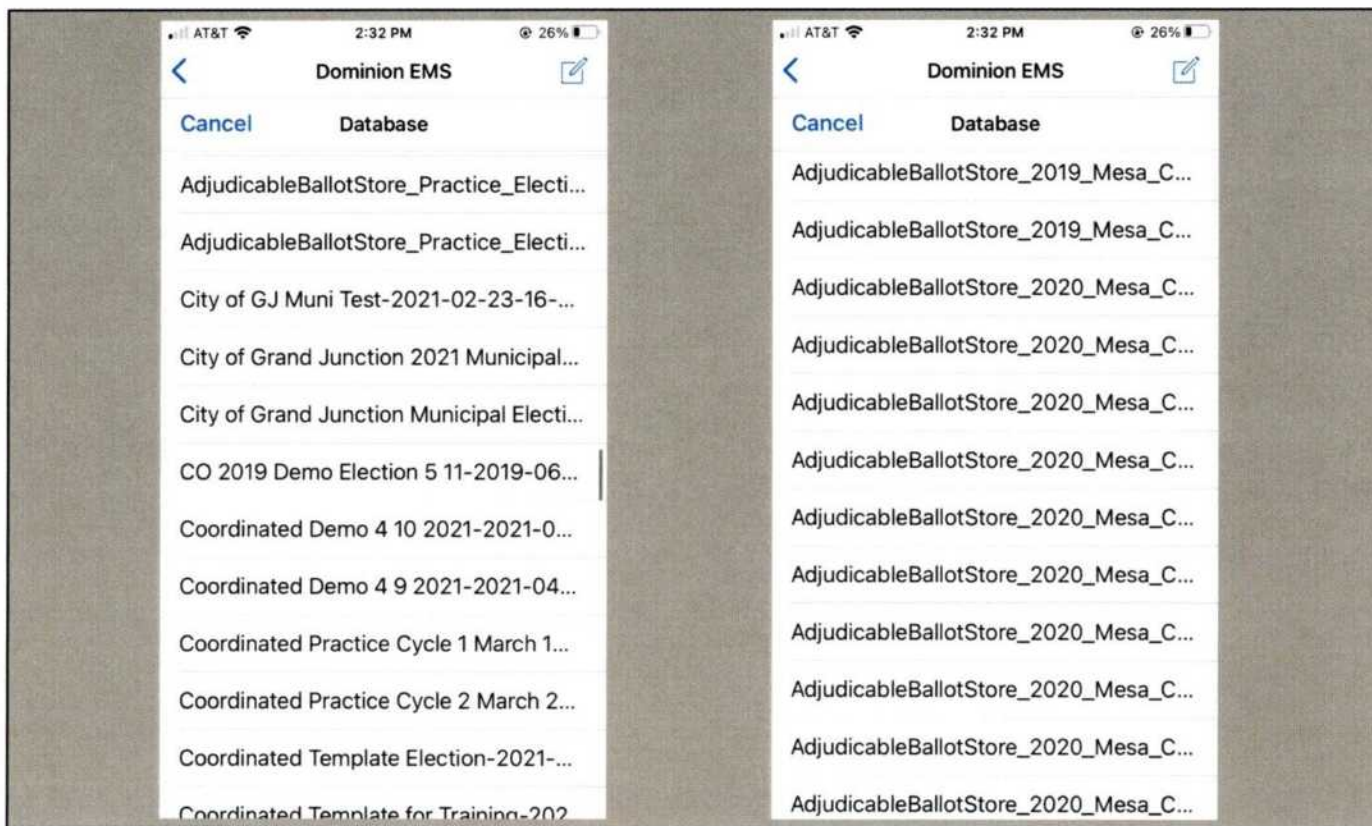 AT&T 2:32 PM 26%
Dominion EMS
Cancel Database
AdjudicableBallotStore_Practice_Electi...
AdjudicableBallotStore_Practice_Electi...
City of GJ Muni Test-2021-02-23-16-...
City of Grand Junction 2021 Municipal...
City of Grand Junction Municipal Electi...
CO 2019 Demo Election 5 11-2019-06...
Coordinated Demo 4 10 2021-2021-0...
Coordinated Demo 4 9 2021-2021-04...
Coordinated Practice Cycle 1 March 1...
Coordinated Practice Cycle 2 March 2...
Coordinated Template Election-2021-...
Coordinated Template for Training-202
AT&T 2:32 PM 26%
Dominion EMS
Cancel Database
AdjudicableBallotStore_2019_Mesa_C...
AdjudicableBallotStore_2019_Mesa_C...
AdjudicableBallotStore_2020_Mesa_C...
AdjudicableBallotStore_2020_Mesa_C...
AdjudicableBallotStore_2020_Mesa_C...
AdjudicableBallotStore_2020_Mesa_C...
AdjudicableBallotStore_2020_Mesa_C...
AdjudicableBallotStore_2020_Mesa_C...
AdjudicableBallotStore_2020_Mesa_C...
AdjudicableBallotStore_2020_Mesa_C...
AdjudicableBallotStore_2020_Mesa_C...
AdjudicableBallotStore_2020_Mesa_C...